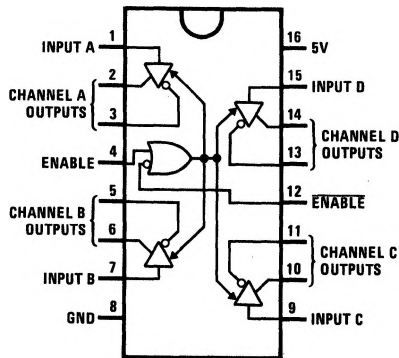 1
INPUT A
2
CHANNEL A
OUTPUTS
3
4
ENABLE
5
CHANNEL B
OUTPUTS
6
7
INPUT B
8
GND
16
5V
15
INPUT D
14
CHANNEL D
OUTPUTS
13
12
ENABLE
11
CHANNEL C
OUTPUTS
10
9
INPUT C